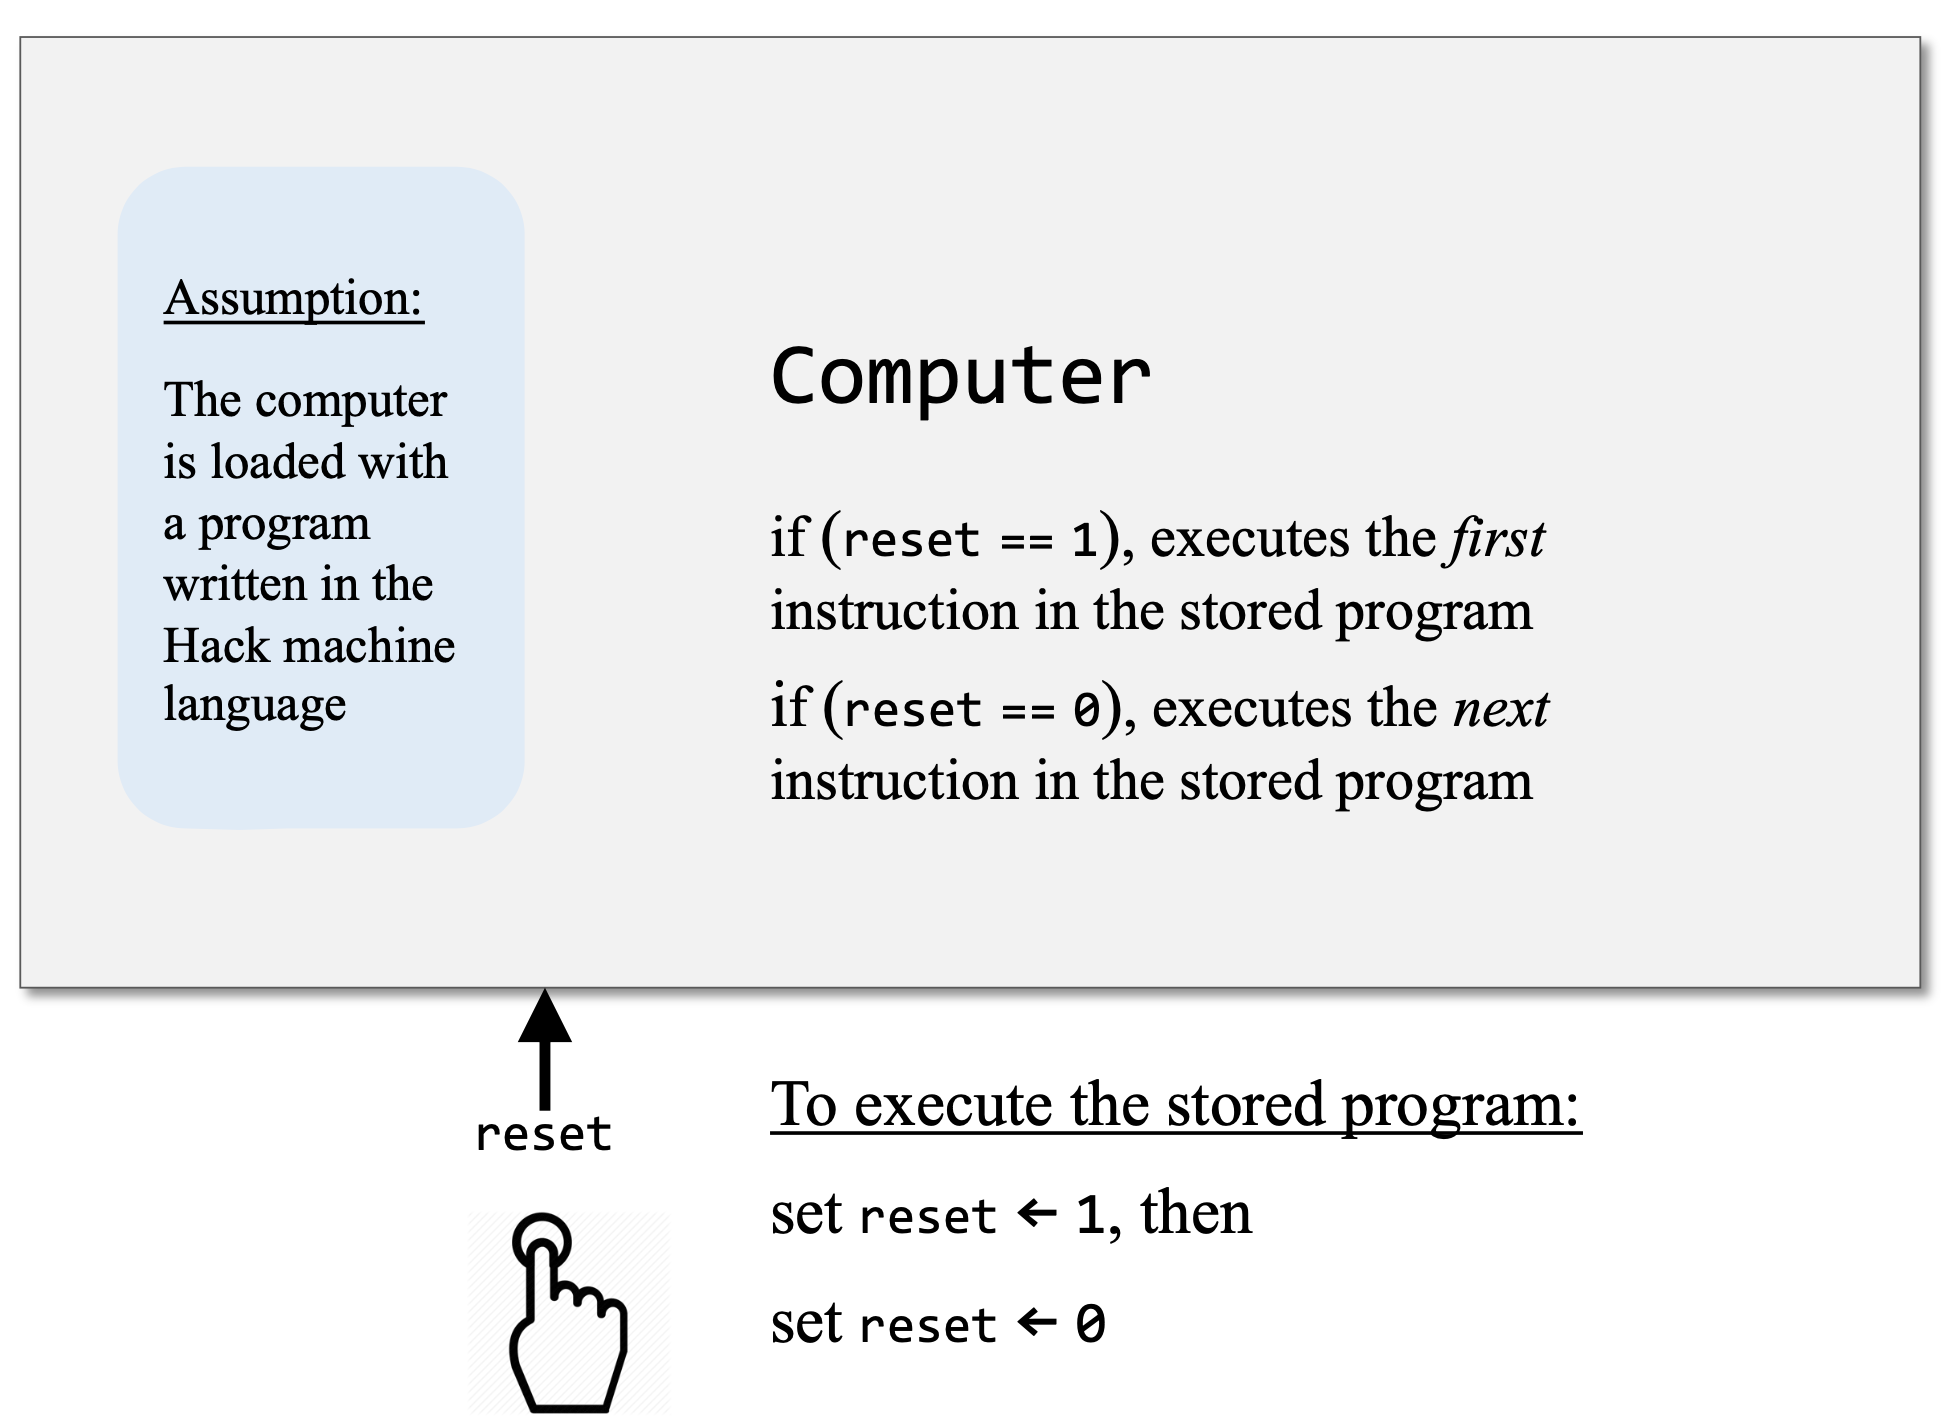 Assumption:
The computer
is loaded with
a program
written in the
Hack machine
language
Computer
if (reset == 1), executes the first
instruction in the stored program
if (reset == 0), executes the next
instruction in the stored program
reset
To execute the stored program:
set reset ← 1, then
set reset ← 0